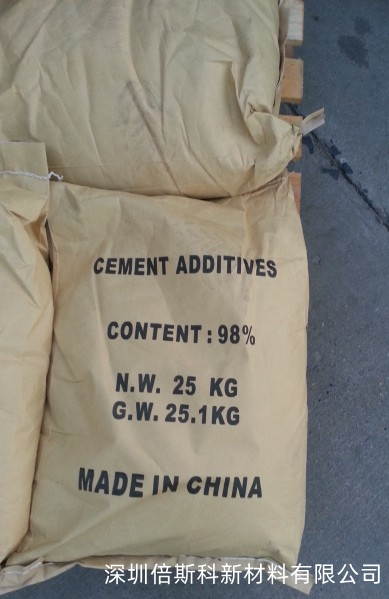 CEMENT ADDITIVES
CONTENT: 98%
N.W. 25 KG
G.W. 25.1KG
MADE IN CHINA
深圳倍斯科新材料有限公司